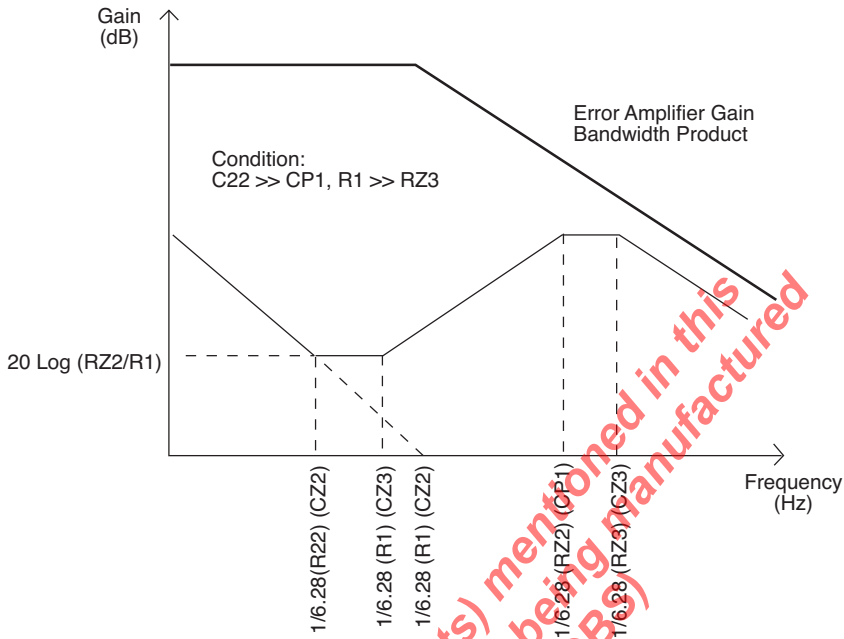 Gain
(dB)
Error Amplifier Gain
Bandwidth Product
Condition:
C22 >> CP1, R1 >> RZ3
20 Log (RZ2/R1)
Frequency
(Hz)
1/6.28(R22) (CZ2)
1/6.28 (R1) (CZ3)
1/6.28 (R1) (CZ2)
1/6.28 (RZ2) (CP1)
1/6.28 (RZ3) (CZ3)
ts) mentioned in this
being manufactured
OBS)